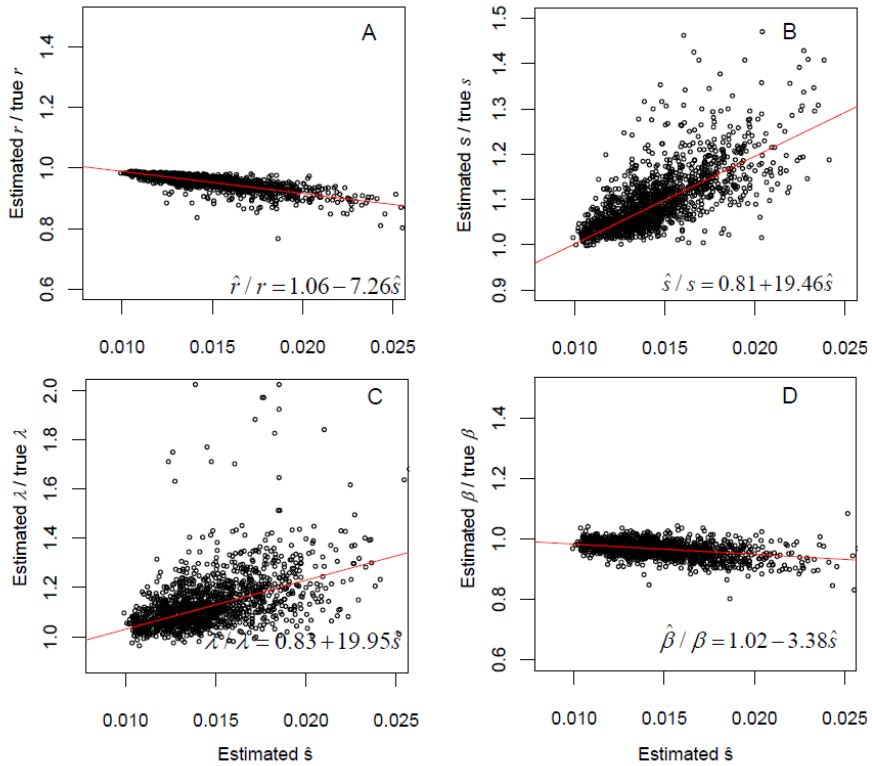 A
Estimated r / true r
1.4
1.2
1.0
0.8
0.6
r̂ / r = 1.06 − 7.26ŝ
0.010 0.015 0.020 0.025
B
Estimated s / true s
1.4
1.3
1.2
1.1
1.0
0.9
ŝ / s = 0.81 + 19.46ŝ
0.010 0.015 0.020 0.025
C
Estimated λ / true λ
2.0
1.8
1.6
1.4
1.2
1.0
λ̂ / λ = 0.83 + 19.95ŝ
0.010 0.015 0.020 0.025
Estimated ŝ
D
Estimated β / true β
1.4
1.2
1.0
0.8
0.6
β̂ / β = 1.02 − 3.38ŝ
0.010 0.015 0.020 0.025
Estimated ŝ